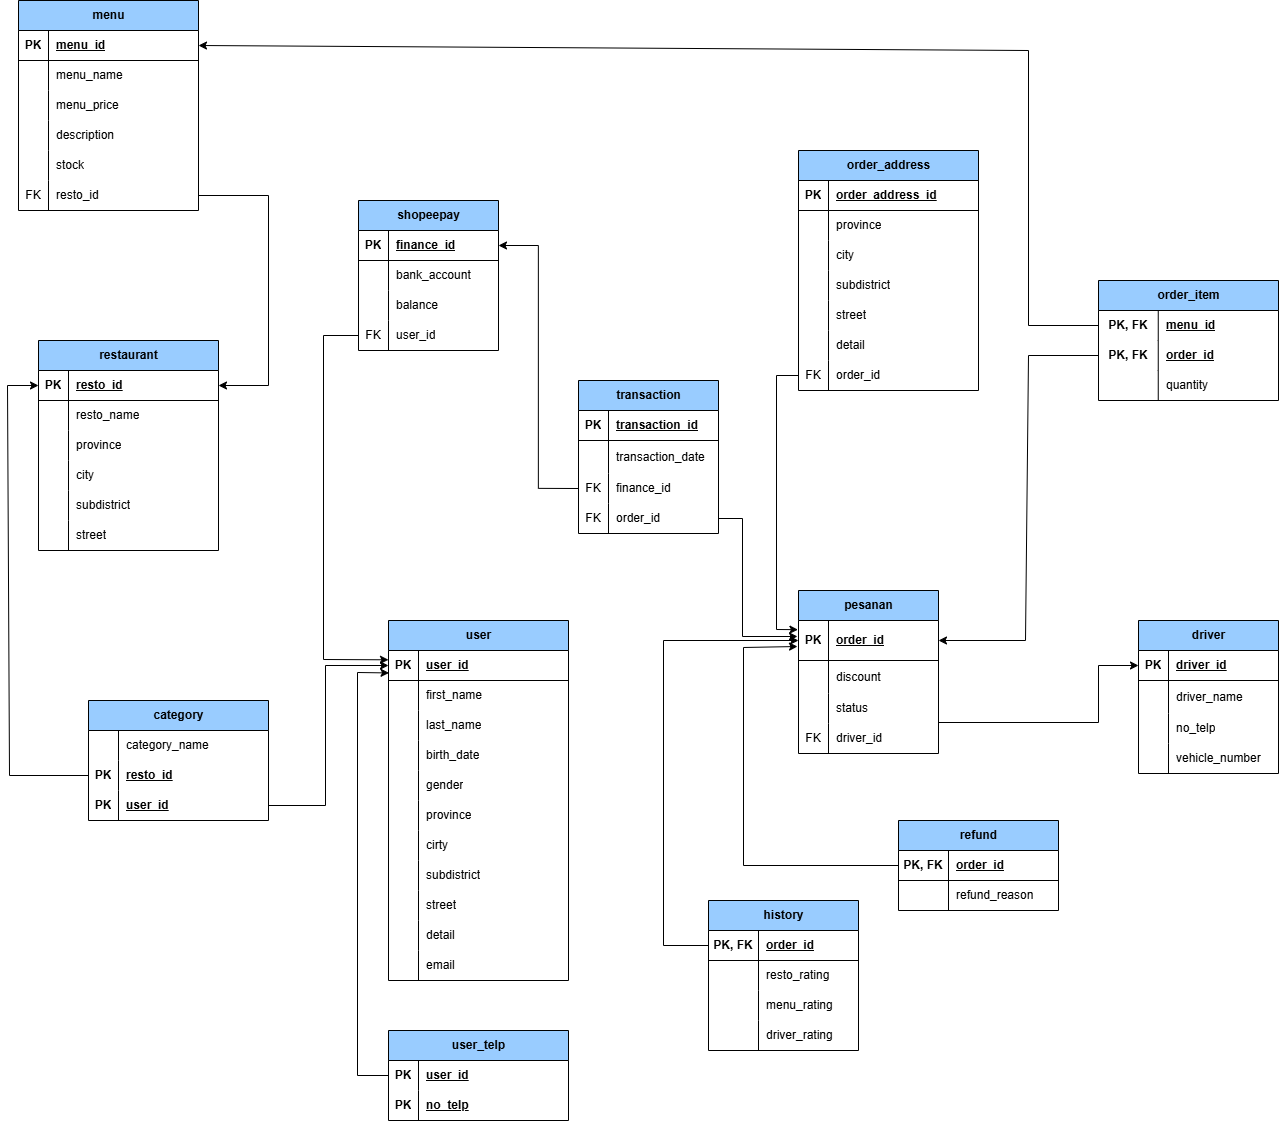 menu
PK menu_id
menu_name
menu_price
description
stock
FK resto_id
order_address
PK order_address_id
province
city
subdistrict
street
detail
FK order_id
shopeepay
PK finance_id
bank_account
balance
FK user_id
order_item
PK, FK menu_id
PK, FK order_id
quantity
restaurant
PK resto_id
resto_name
province
city
subdistrict
street
transaction
PK transaction_id
transaction_date
FK finance_id
FK order_id
pesanan
PK order_id
discount
status
FK driver_id
user
PK user_id
first_name
last_name
birth_date
gender
province
cirty
subdistrict
street
detail
email
driver
PK driver_id
driver_name
no_telp
vehicle_number
category
category_name
PK resto_id
PK user_id
refund
PK, FK order_id
refund_reason
history
PK, FK order_id
resto_rating
menu_rating
driver_rating
user_telp
PK user_id
PK no_telp